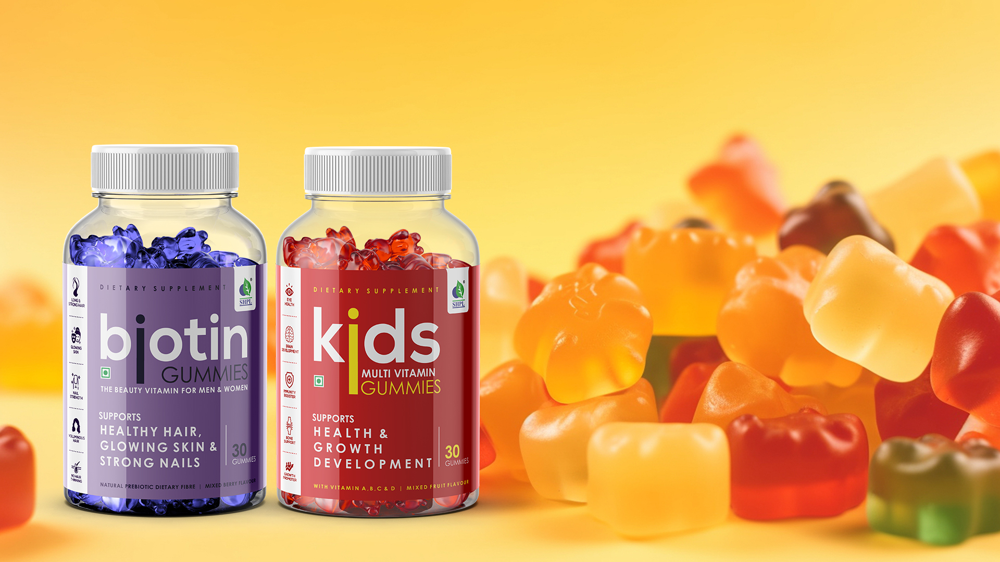 DIETARY SUPPLEMENT
SHPL
®
biotin
GUMMIES
THE BEAUTY VITAMIN FOR MEN & WOMEN
SUPPORTS
HEALTHY HAIR,
GLOWING SKIN &
STRONG NAILS
30
GUMMIES
NATURAL PREBIOTIC DIETARY FIBRE | MIXED BERRY FLAVOUR
LONG &
STRONG HAIR
GLOWING
SKIN
NAIL
STRENGTH
VOLUMINOUS
HAIR
NO HAIR
THINNING
DIETARY SUPPLEMENT
SHPL
®
kids
MULTI VITAMIN
GUMMIES
SUPPORTS
HEALTH &
GROWTH
DEVELOPMENT
30
GUMMIES
WITH VITAMIN A,B,C & D | MIXED FRUIT FLAVOUR
EYE
HEALTH
BRAIN
DEVELOPMENT
IMMUNITY
BOOSTER
BONE
SUPPORT
GROWTH
PROMOTER